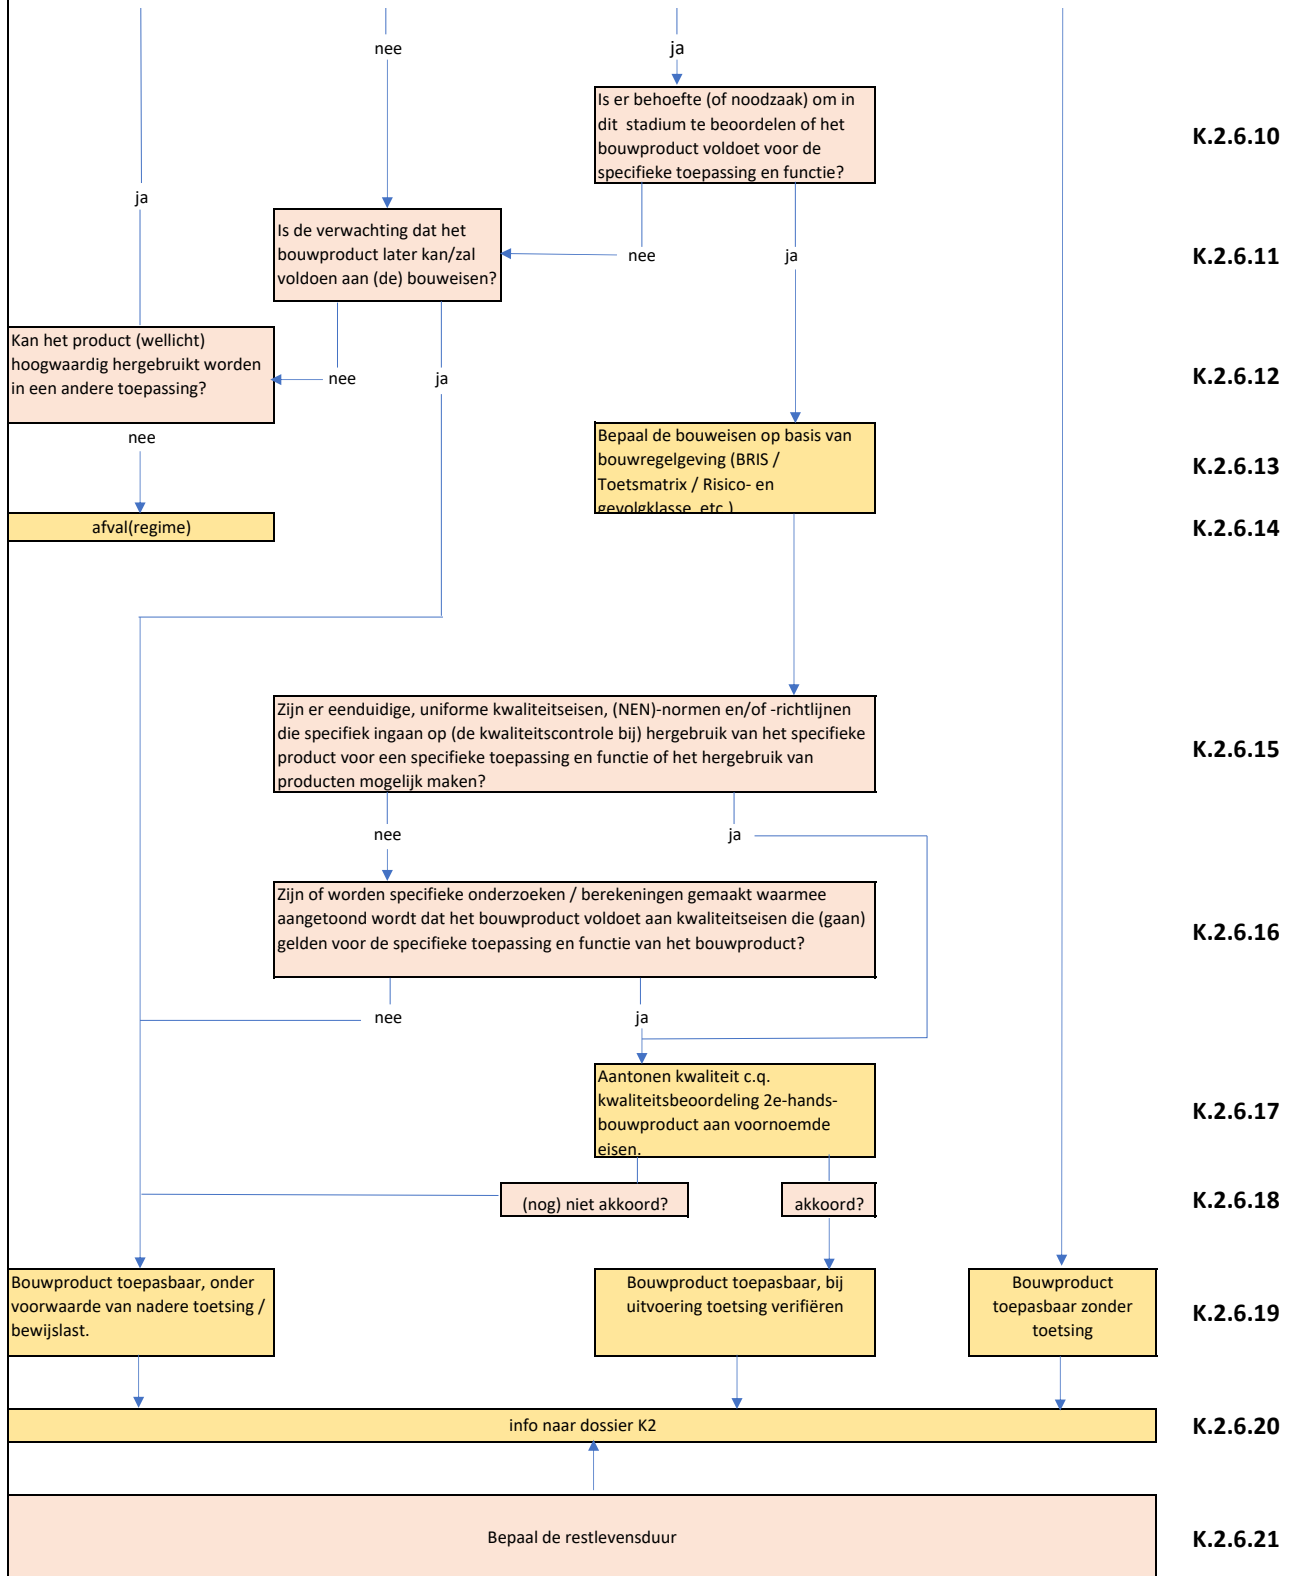 nee
ja
Is er behoefte (of noodzaak) om in
dit stadium te beoordelen of het
bouwproduct voldoet voor de
specifieke toepassing en functie?
K.2.6.10
ja
Is de verwachting dat het
bouwproduct later kan/zal
voldoen aan (de) bouweisen?
nee
ja
K.2.6.11
Kan het product (wellicht)
hoogwaardig hergebruikt worden
in een andere toepassing?
nee
ja
K.2.6.12
nee
Bepaal de bouweisen op basis van
bouwregelgeving (BRIS /
Toetsmatrix / Risico- en
gevolgklasse, etc.)
K.2.6.13
afval(regime)
K.2.6.14
Zijn er eenduidige, uniforme kwaliteitseisen, (NEN)-normen en/of -richtlijnen
die specifiek ingaan op (de kwaliteitscontrole bij) hergebruik van het specifieke
product voor een specifieke toepassing en functie of het hergebruik van
producten mogelijk maken?
K.2.6.15
nee
ja
Zijn of worden specifieke onderzoeken / berekeningen gemaakt waarmee
aangetoond wordt dat het bouwproduct voldoet aan kwaliteitseisen die (gaan)
gelden voor de specifieke toepassing en functie van het bouwproduct?
K.2.6.16
nee
ja
Aantonen kwaliteit c.q.
kwaliteitsbeoordeling 2e-hands-
bouwproduct aan voornoemde
eisen.
K.2.6.17
(nog) niet akkoord?
akkoord?
K.2.6.18
Bouwproduct toepasbaar, onder
voorwaarde van nadere toetsing /
bewijslast.
Bouwproduct toepasbaar, bij
uitvoering toetsing verifiëren
Bouwproduct
toepasbaar zonder
toetsing
K.2.6.19
info naar dossier K2
K.2.6.20
Bepaal de restlevensduur
K.2.6.21